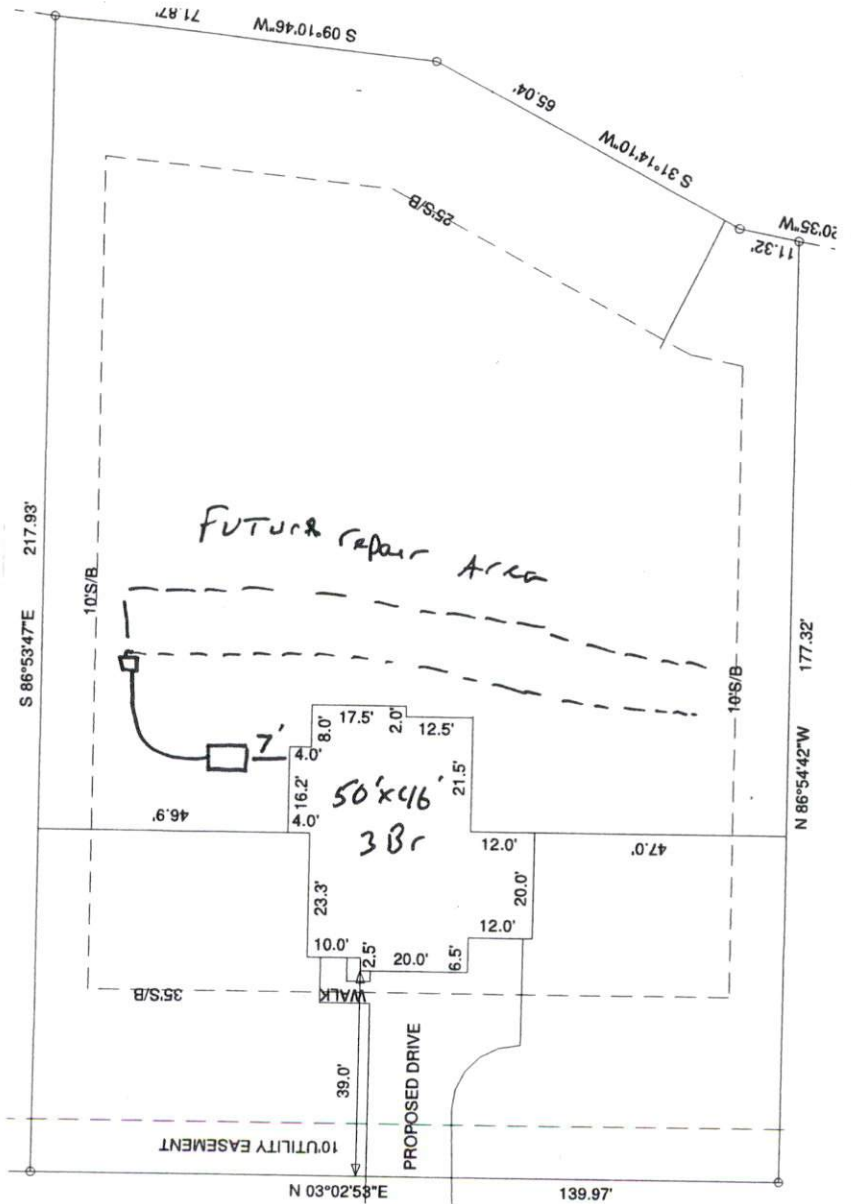 71.87'
S 09°10'46"W
65.04'
S 31°14'10"W
20'35"W
11.32'
25'S/B
S 86°53'47"E 217.93'
10'S/B
FUTURE repair Area
10'S/B
N 86°54'42"W 177.32'
7'
17.5'
8.0'
2.0'
12.5'
4.0'
16.2'
4.0'
21.5'
50'x46'
3 Br
46.9'
47.0'
12.0'
23.3'
20.0'
12.0'
10.0'
2.5'
20.0'
6.5'
35'S/B
WALK
39.0'
PROPOSED DRIVE
10'UTILITY EASEMENT
N 03°02'53"E 139.97'